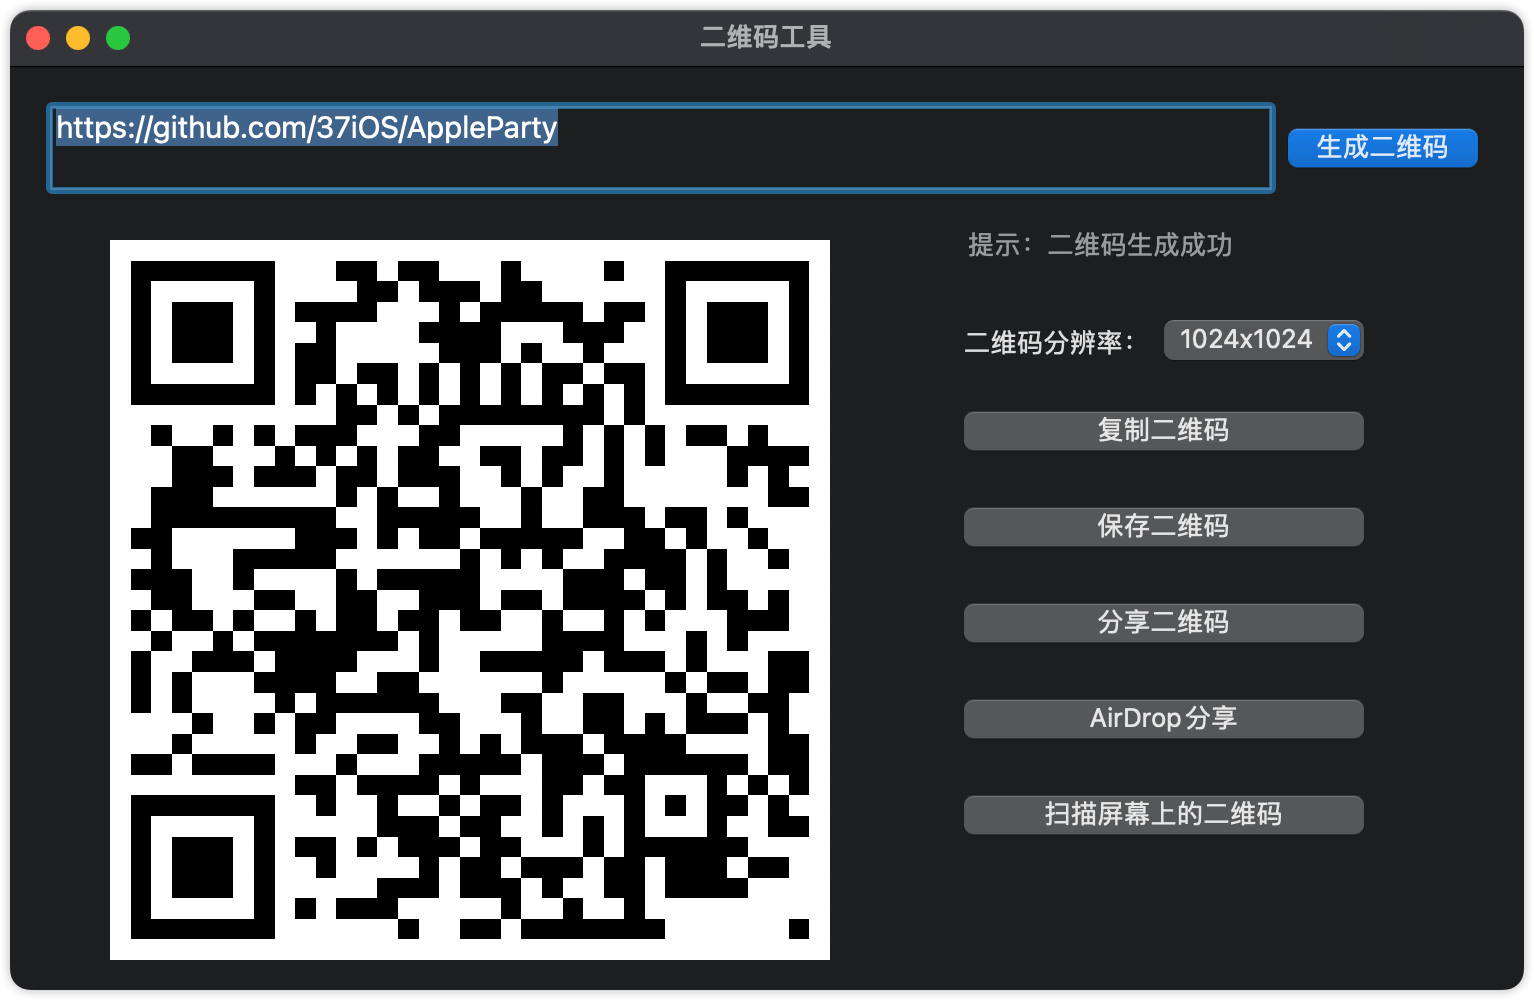 二维码工具
https://github.com/37iOS/AppleParty
生成二维码
提示：二维码生成成功
二维码分辨率：
1024x1024
复制二维码
保存二维码
分享二维码
AirDrop分享
扫描屏幕上的二维码